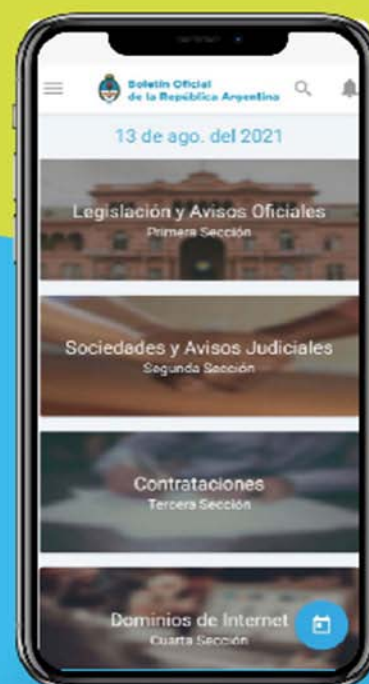 Boletín Oficial
de la República Argentina
13 de ago. del 2021
Legislación y Avisos Oficiales
Primera Sección
Sociedades y Avisos Judiciales
Segunda Sección
Contrataciones
Tercera Sección
Dominios de Internet
Cuarta Sección